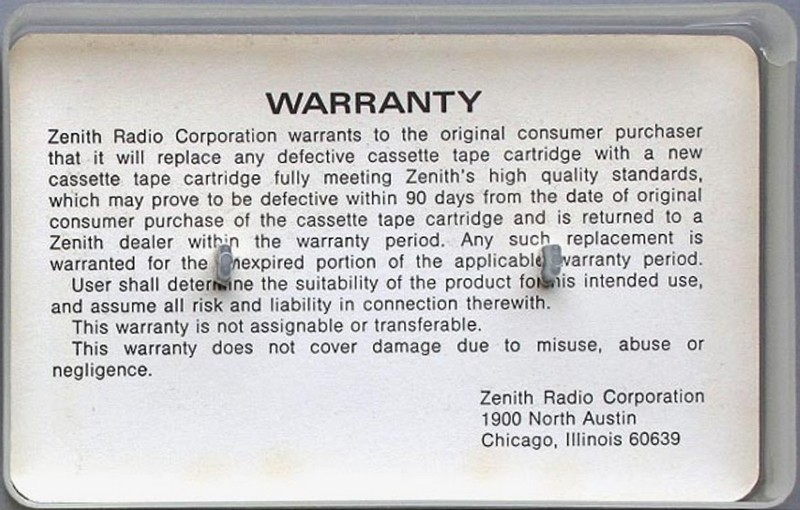 WARRANTY
Zenith Radio Corporation warrants to the original consumer purchaser
that it will replace any defective cassette tape cartridge with a new
cassette tape cartridge fully meeting Zenith's high quality standards,
which may prove to be defective within 90 days from the date of original
consumer purchase of the cassette tape cartridge and is returned to a
Zenith dealer within the warranty period. Any such replacement is
warranted for the unexpired portion of the applicable warranty period.
User shall determine the suitability of the product for his intended use,
and assume all risk and liability in connection therewith.
This warranty is not assignable or transferable.
This warranty does not cover damage due to misuse, abuse or
negligence.
Zenith Radio Corporation
1900 North Austin
Chicago, Illinois 60639